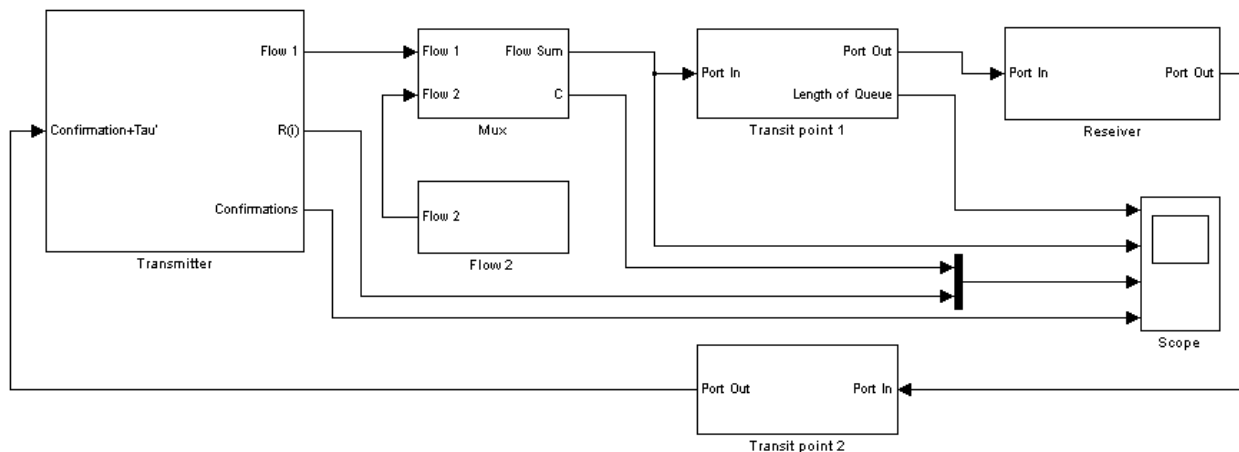 Flow 1
Confirmation+Tau'
R(i)
Confirmations
Transmitter
Flow 1
Flow Sum
Flow 2
C
Mux
Flow 2
Flow 2
Port In
Port Out
Length of Queue
Transit point 1
Port In
Port Out
Reseiver
Scope
Port Out
Port In
Transit point 2